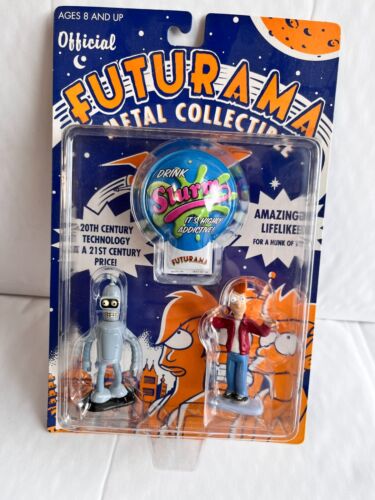 AGES 8 AND UP
Official
FUTURAMA
METAL COLLECTIBLE
DRINK
Slurm
IT'S HIGHLY
ADDICTIVE!
FUTURAMA
20TH CENTURY
TECHNOLOGY
A 21ST CENTURY
PRICE!
AMAZING
LIFELIKE
FOR A HUNK OF